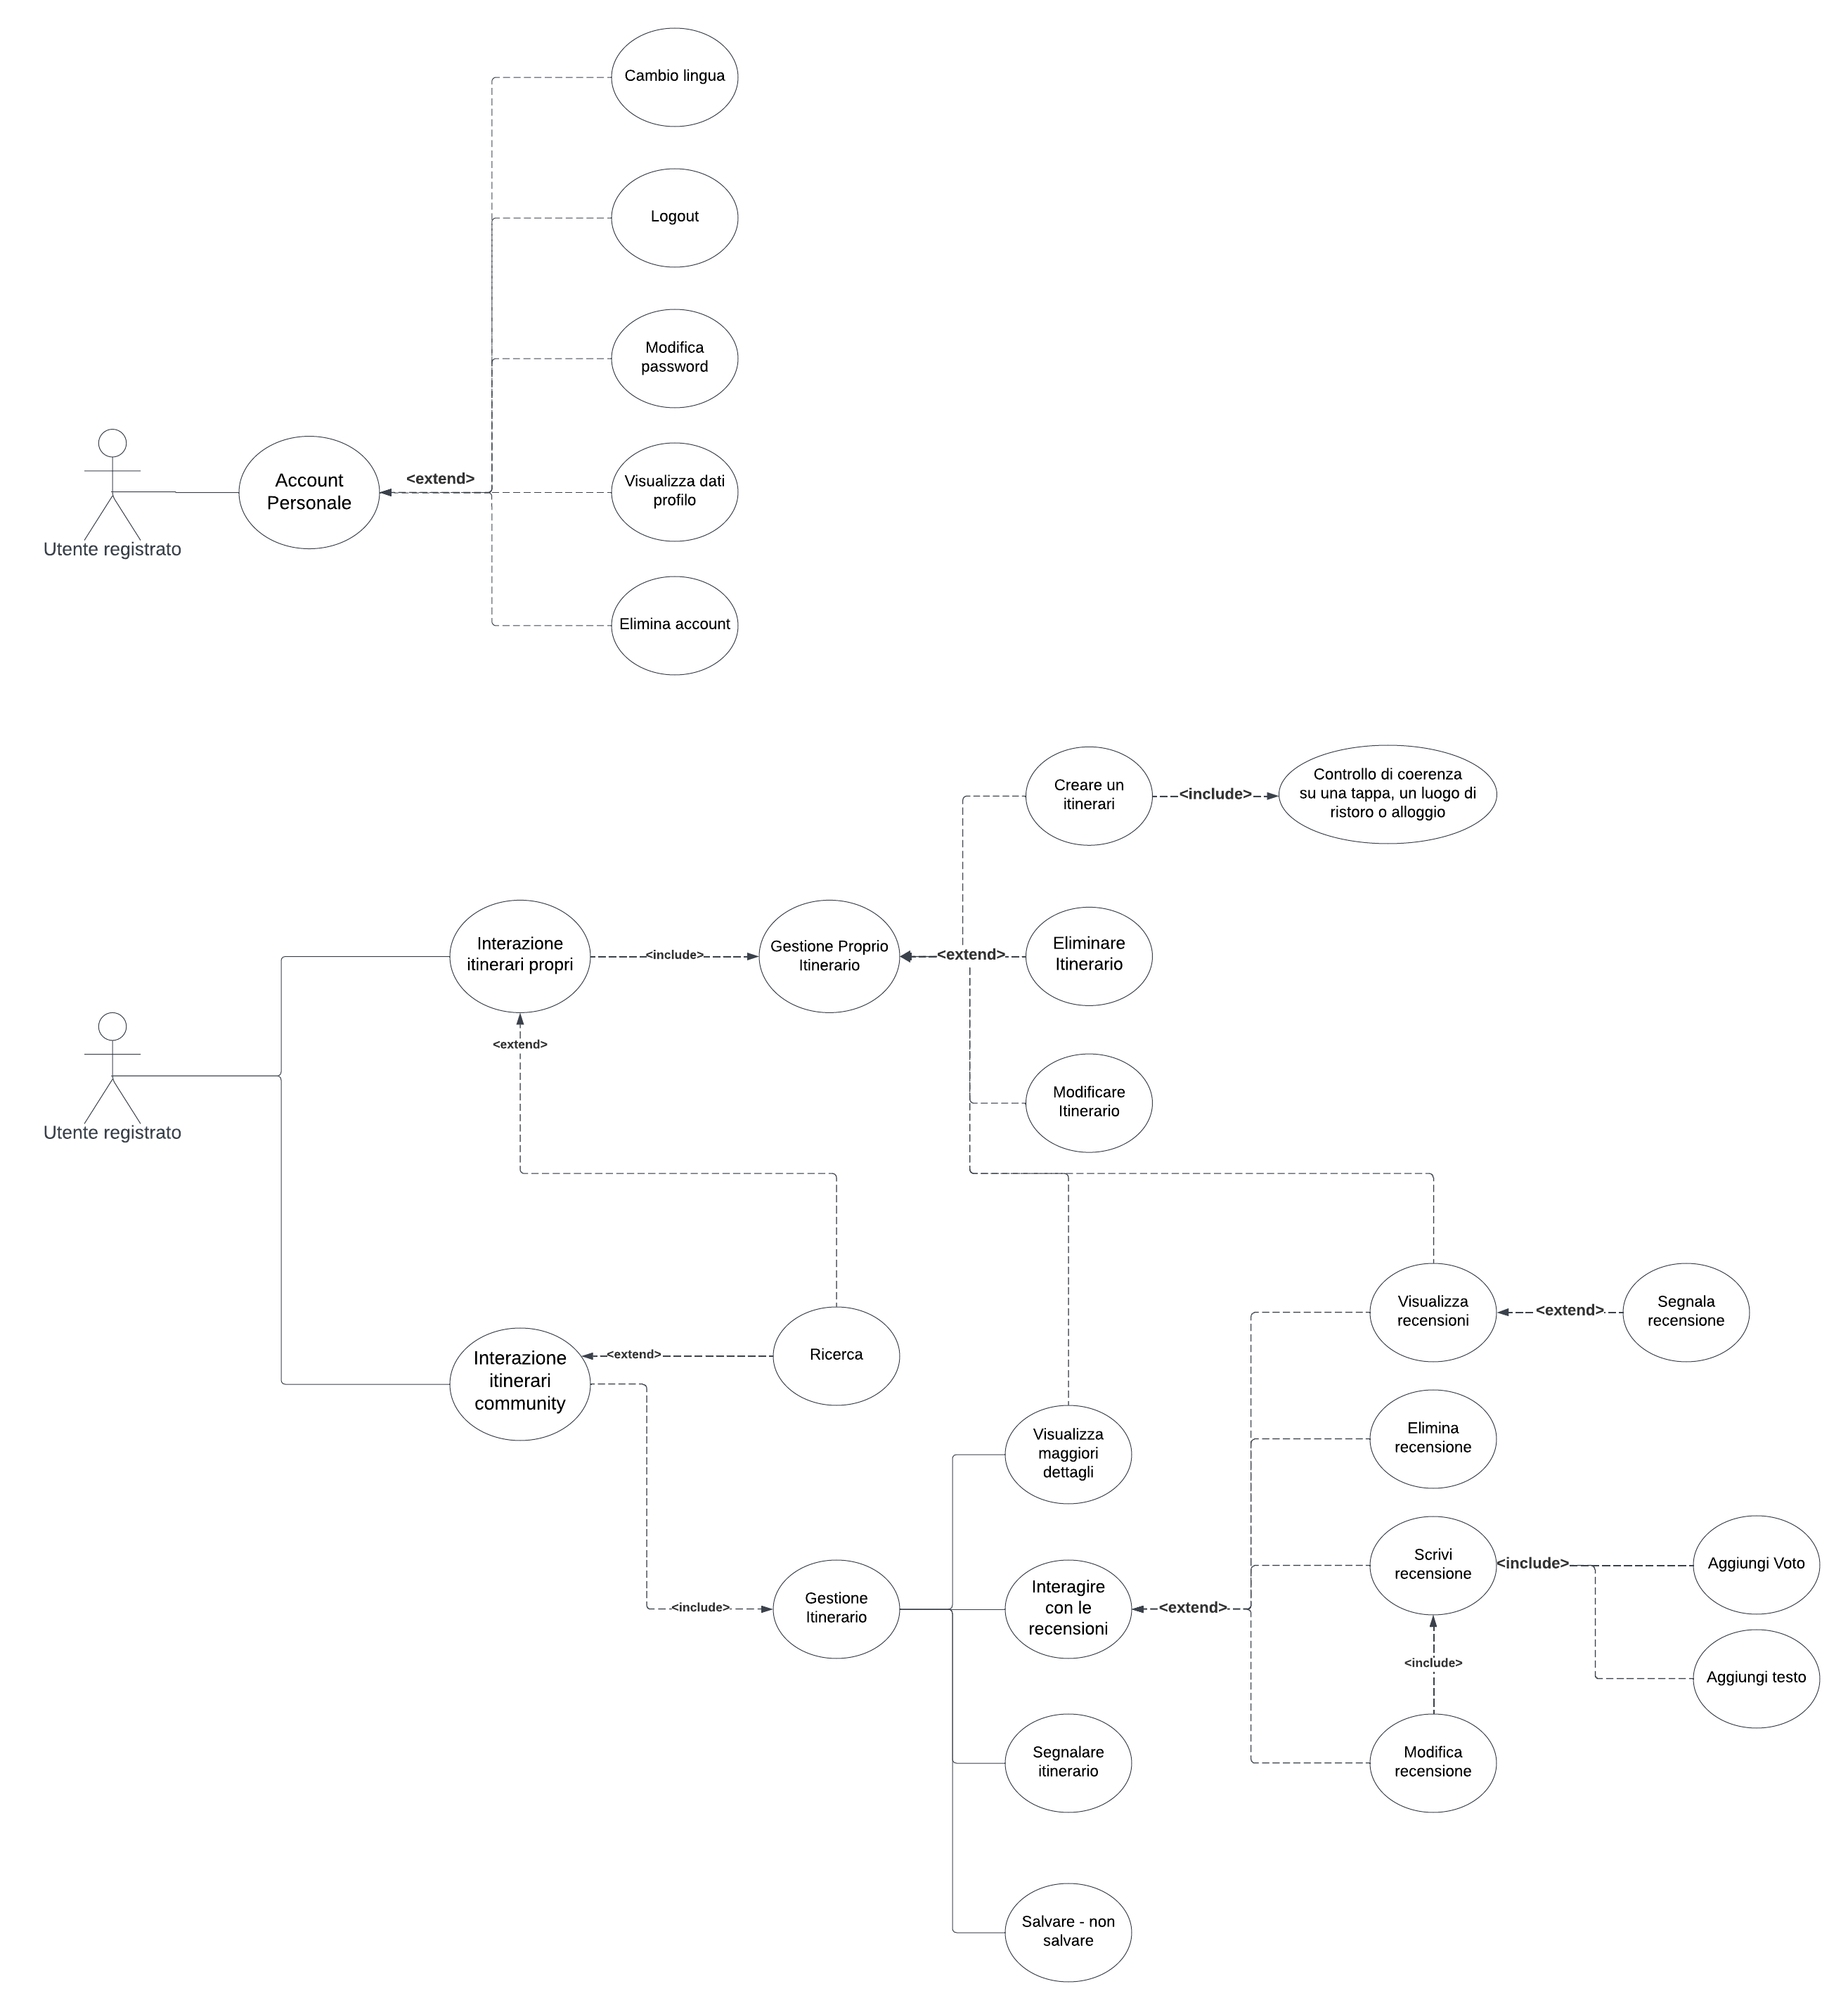 Cambio lingua
Logout
Modifica
password
<extend>
Account
Personale
Visualizza dati
profilo
Utente registrato
Elimina account
Creare un
itinerari
<include>
Controllo di coerenza
su una tappa, un luogo di
ristoro o alloggio
Interazione
itinerari propri
<include>
Gestione Proprio
Itinerario
<extend>
Eliminare
Itinerario
<extend>
Modificare
Itinerario
Utente registrato
Visualizza
recensioni
<extend>
Segnala
recensione
Interazione
itinerari
community
<extend>
Ricerca
Visualizza
maggiori
dettagli
Elimina
recensione
Scrivi
recensione
<include>
Aggiungi Voto
<include>
Gestione
Itinerario
Interagire
con le
recensioni
<extend>
<include>
Aggiungi testo
Segnalare
itinerario
Modifica
recensione
Salvare - non
salvare